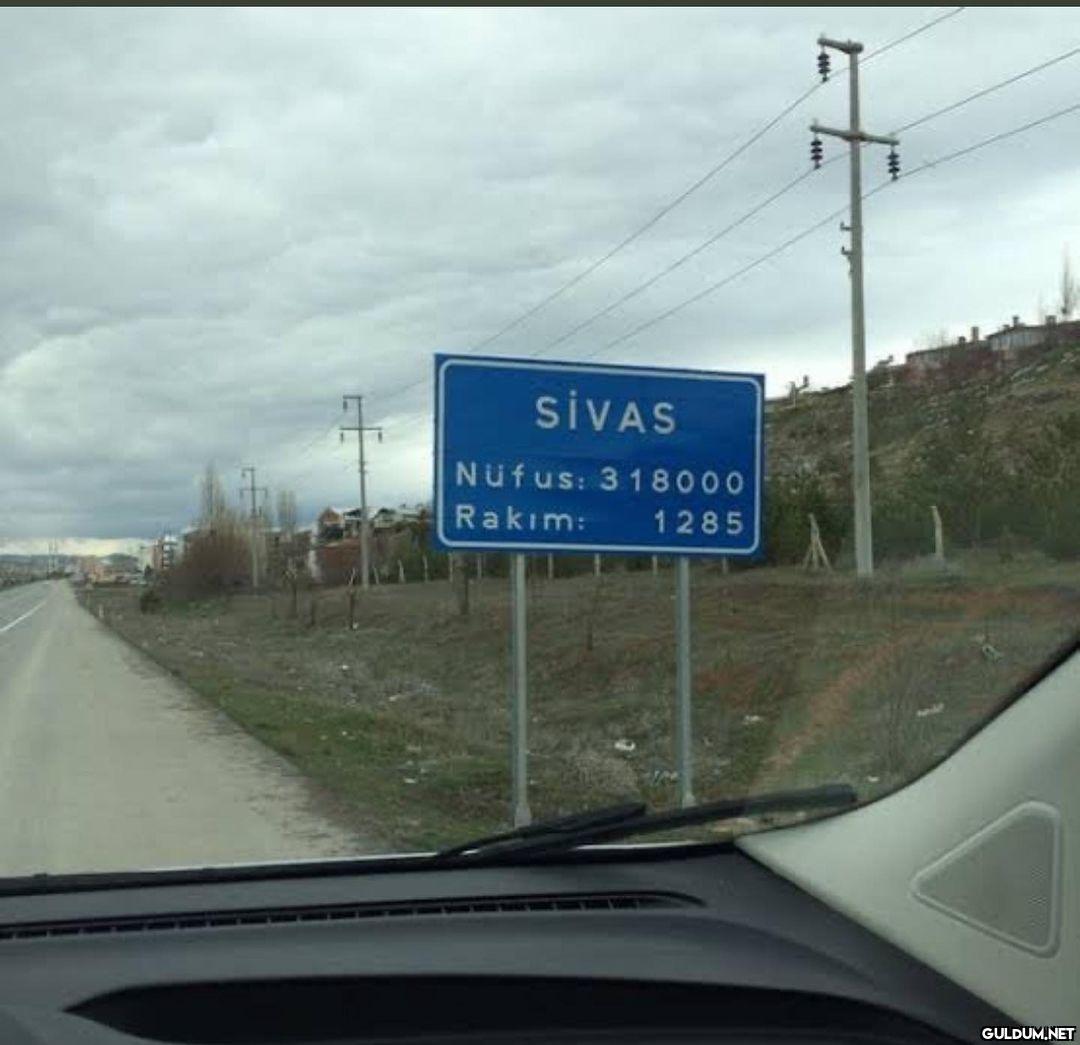 SİVAS
Nüfus: 318000
Rakım: 1285
GULDUM.NET